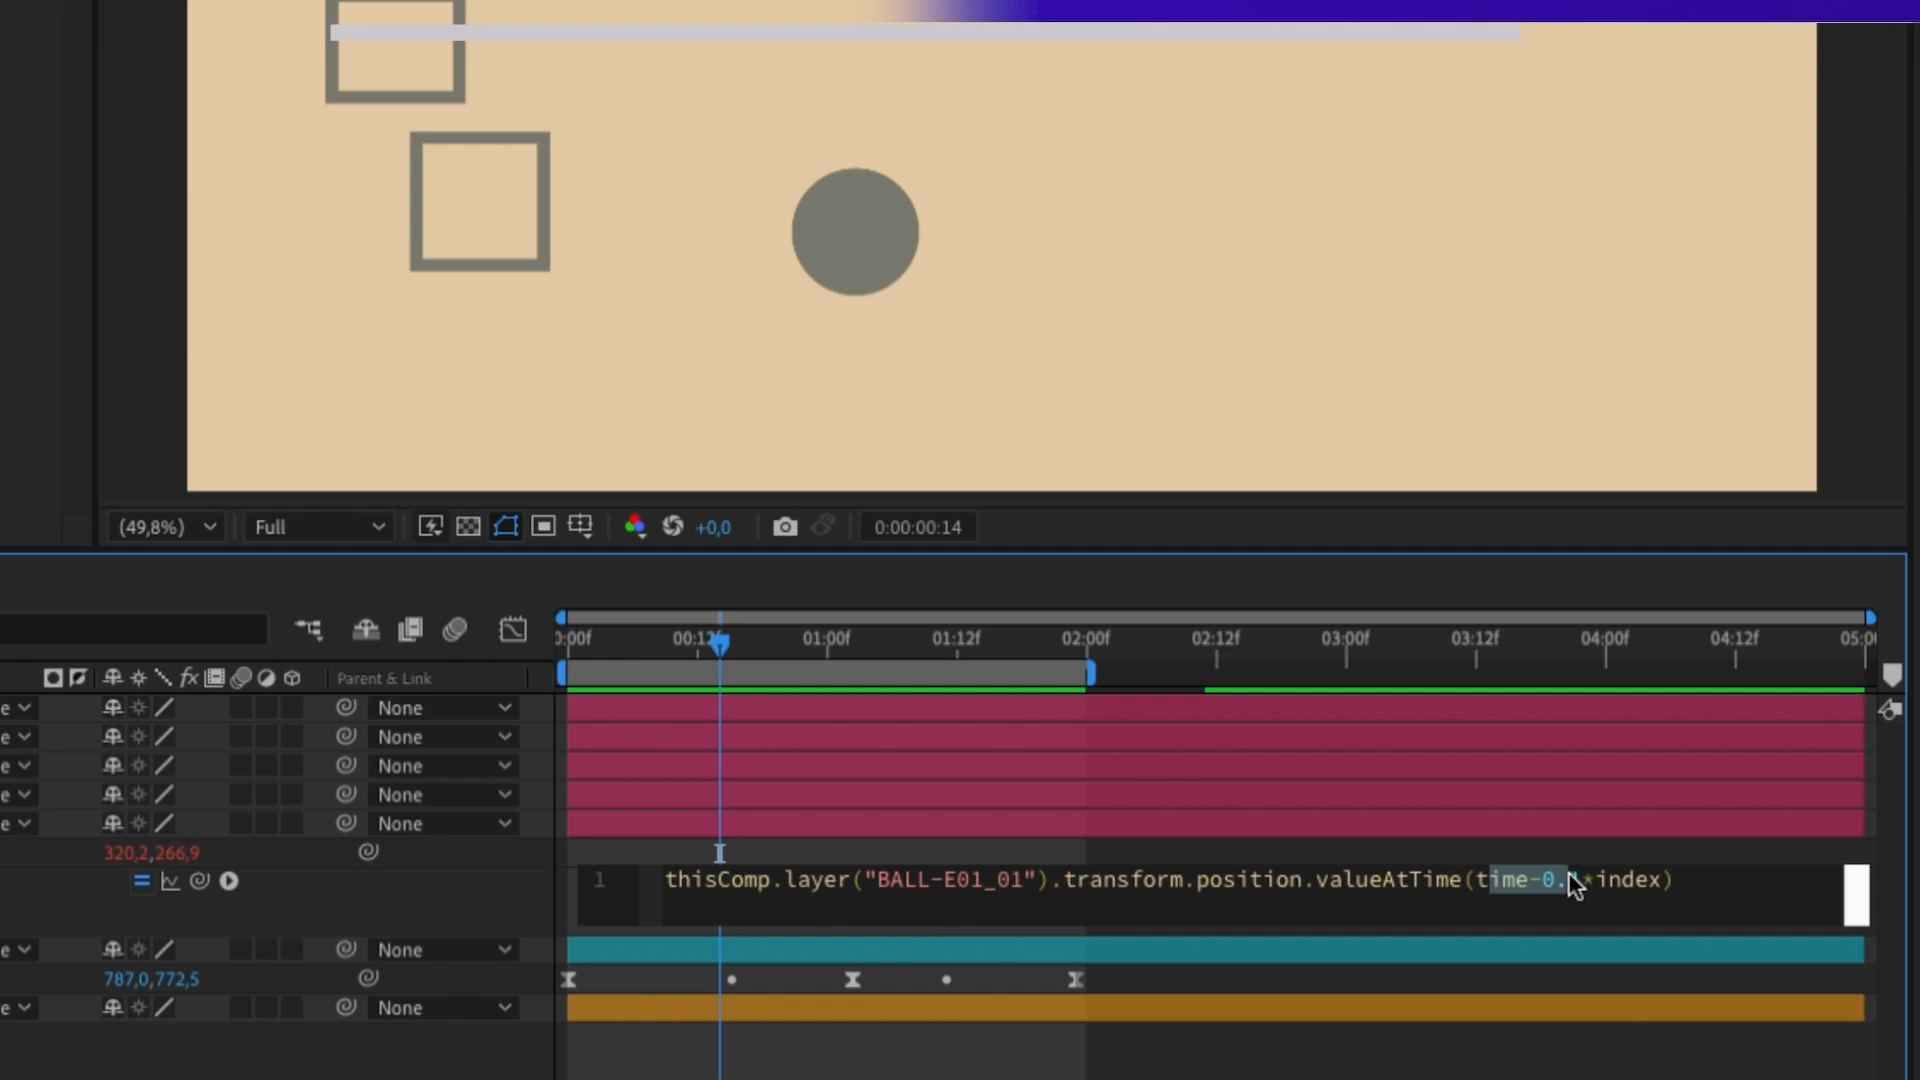 (49,8%) Full +0,0 0:00:00:14
0:00f 00:12f 01:00f 01:12f 02:00f 02:12f 03:00f 03:12f 04:00f 04:12f 05:0
fx Parent & Link
e None
e None
e None
e None
e None
320,2,266,9
1 thisComp.layer("BALL-E01_01").transform.position.valueAtTime(time-0. *index)
e None
787,0,772,5
e None